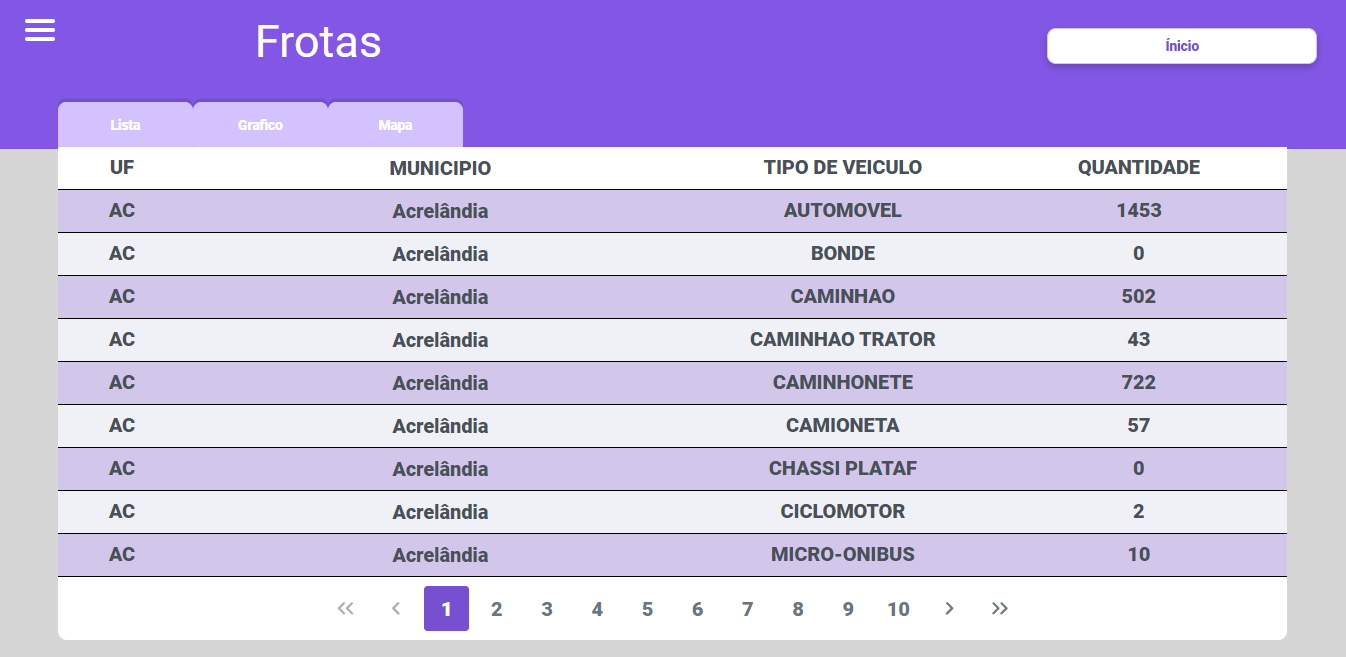 Frotas
Ínicio
Lista Grafico Mapa
UF MUNICIPIO TIPO DE VEICULO QUANTIDADE
AC Acrelândia AUTOMOVEL 1453
AC Acrelândia BONDE 0
AC Acrelândia CAMINHAO 502
AC Acrelândia CAMINHAO TRATOR 43
AC Acrelândia CAMINHONETE 722
AC Acrelândia CAMIONETA 57
AC Acrelândia CHASSI PLATAF 0
AC Acrelândia CICLOMOTOR 2
AC Acrelândia MICRO-ONIBUS 10
1 2 3 4 5 6 7 8 9 10